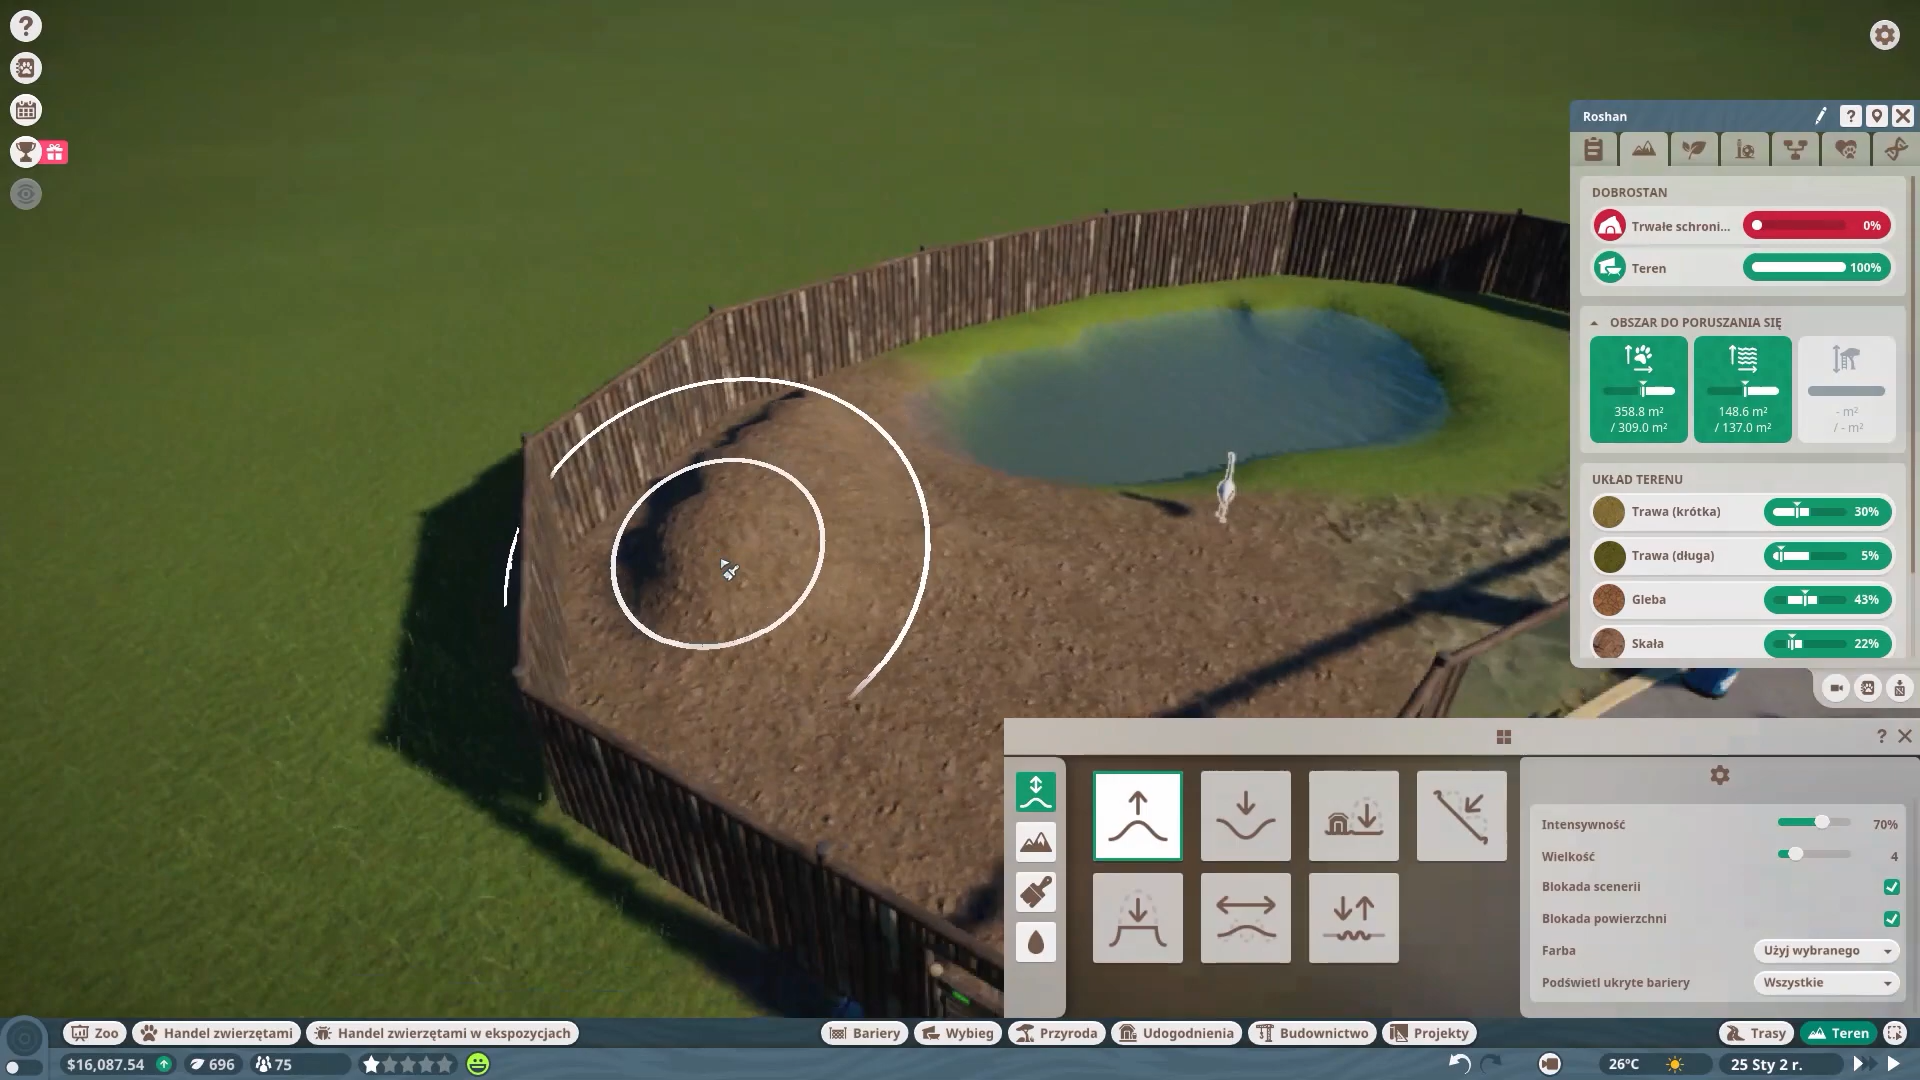 Roshan
DOBROSTAN
Trwałe schroni...
0%
Teren
100%
OBSZAR DO PORUSZANIA SIĘ
358.8 m²
/ 309.0 m²
148.6 m²
/ 137.0 m²
- m²
/ - m²
UKŁAD TERENU
Trawa (krótka)
30%
Trawa (długa)
5%
Gleba
43%
Skała
22%
Intensywność
70%
Wielkość
4
Blokada scenerii
Blokada powierzchni
Farba
Użyj wybranego
Podświetl ukryte bariery
Wszystkie
Zoo
Handel zwierzętami
Handel zwierzętami w ekspozycjach
Bariery
Wybieg
Przyroda
Udogodnienia
Budownictwo
Projekty
Trasy
Teren
$16,087.54
696
75
26°C
25 Sty 2 r.